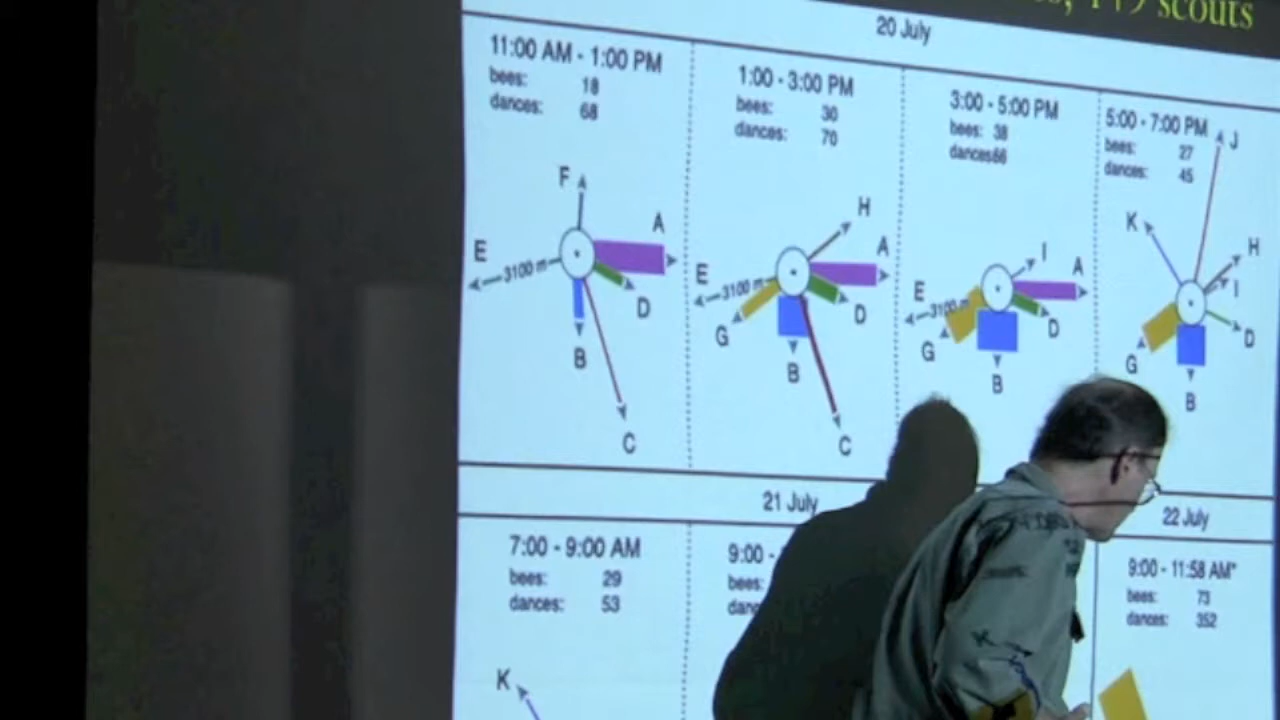 149 scouts
20 July
11:00 AM - 1:00 PM
bees: 18
dances: 68
F
A
E
3100 m
D
B
C
1:00 - 3:00 PM
bees: 30
dances: 70
H
A
E
3100 m
G
D
B
C
3:00 - 5:00 PM
bees: 38
dances66
I
A
E
3100 m
G
D
B
5:00 - 7:00 PM
bees: 27
dances: 45
J
K
H
I
D
G
B
21 July
7:00 - 9:00 AM
bees: 29
dances: 53
K
9:00 -
bees:
22 July
9:00 - 11:58 AM*
bees: 73
dances: 352